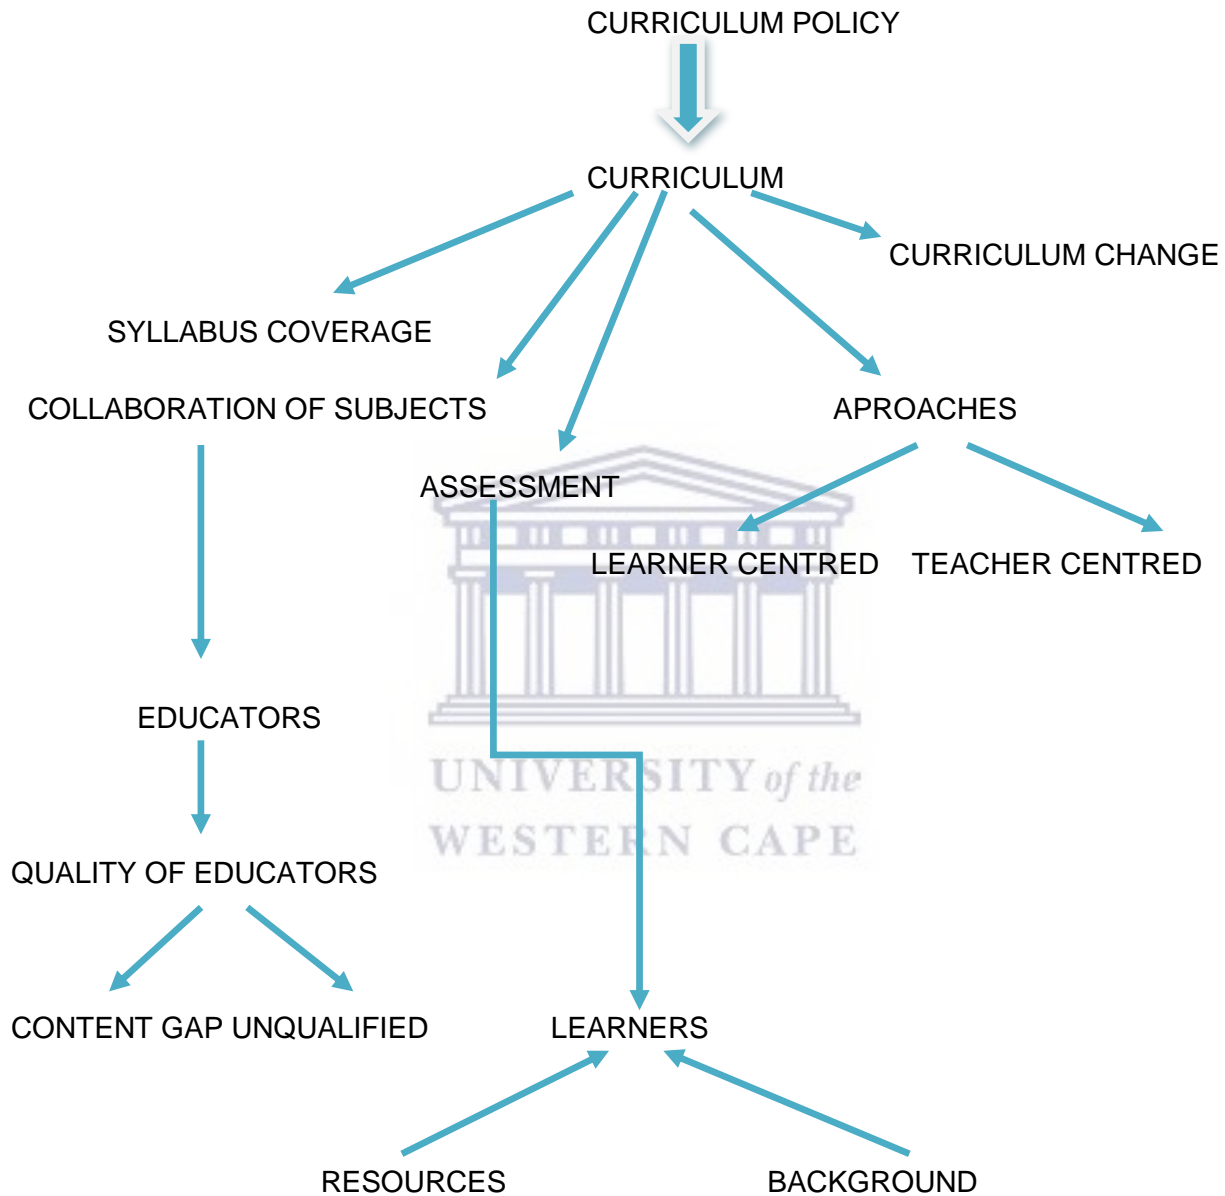 CURRICULUM POLICY
CURRICULUM
CURRICULUM CHANGE
SYLLABUS COVERAGE
COLLABORATION OF SUBJECTS
APROACHES
ASSESSMENT
LEARNER CENTRED
TEACHER CENTRED
EDUCATORS
UNIVERSITY of the
WESTERN CAPE
QUALITY OF EDUCATORS
CONTENT GAP UNQUALIFIED
LEARNERS
RESOURCES
BACKGROUND